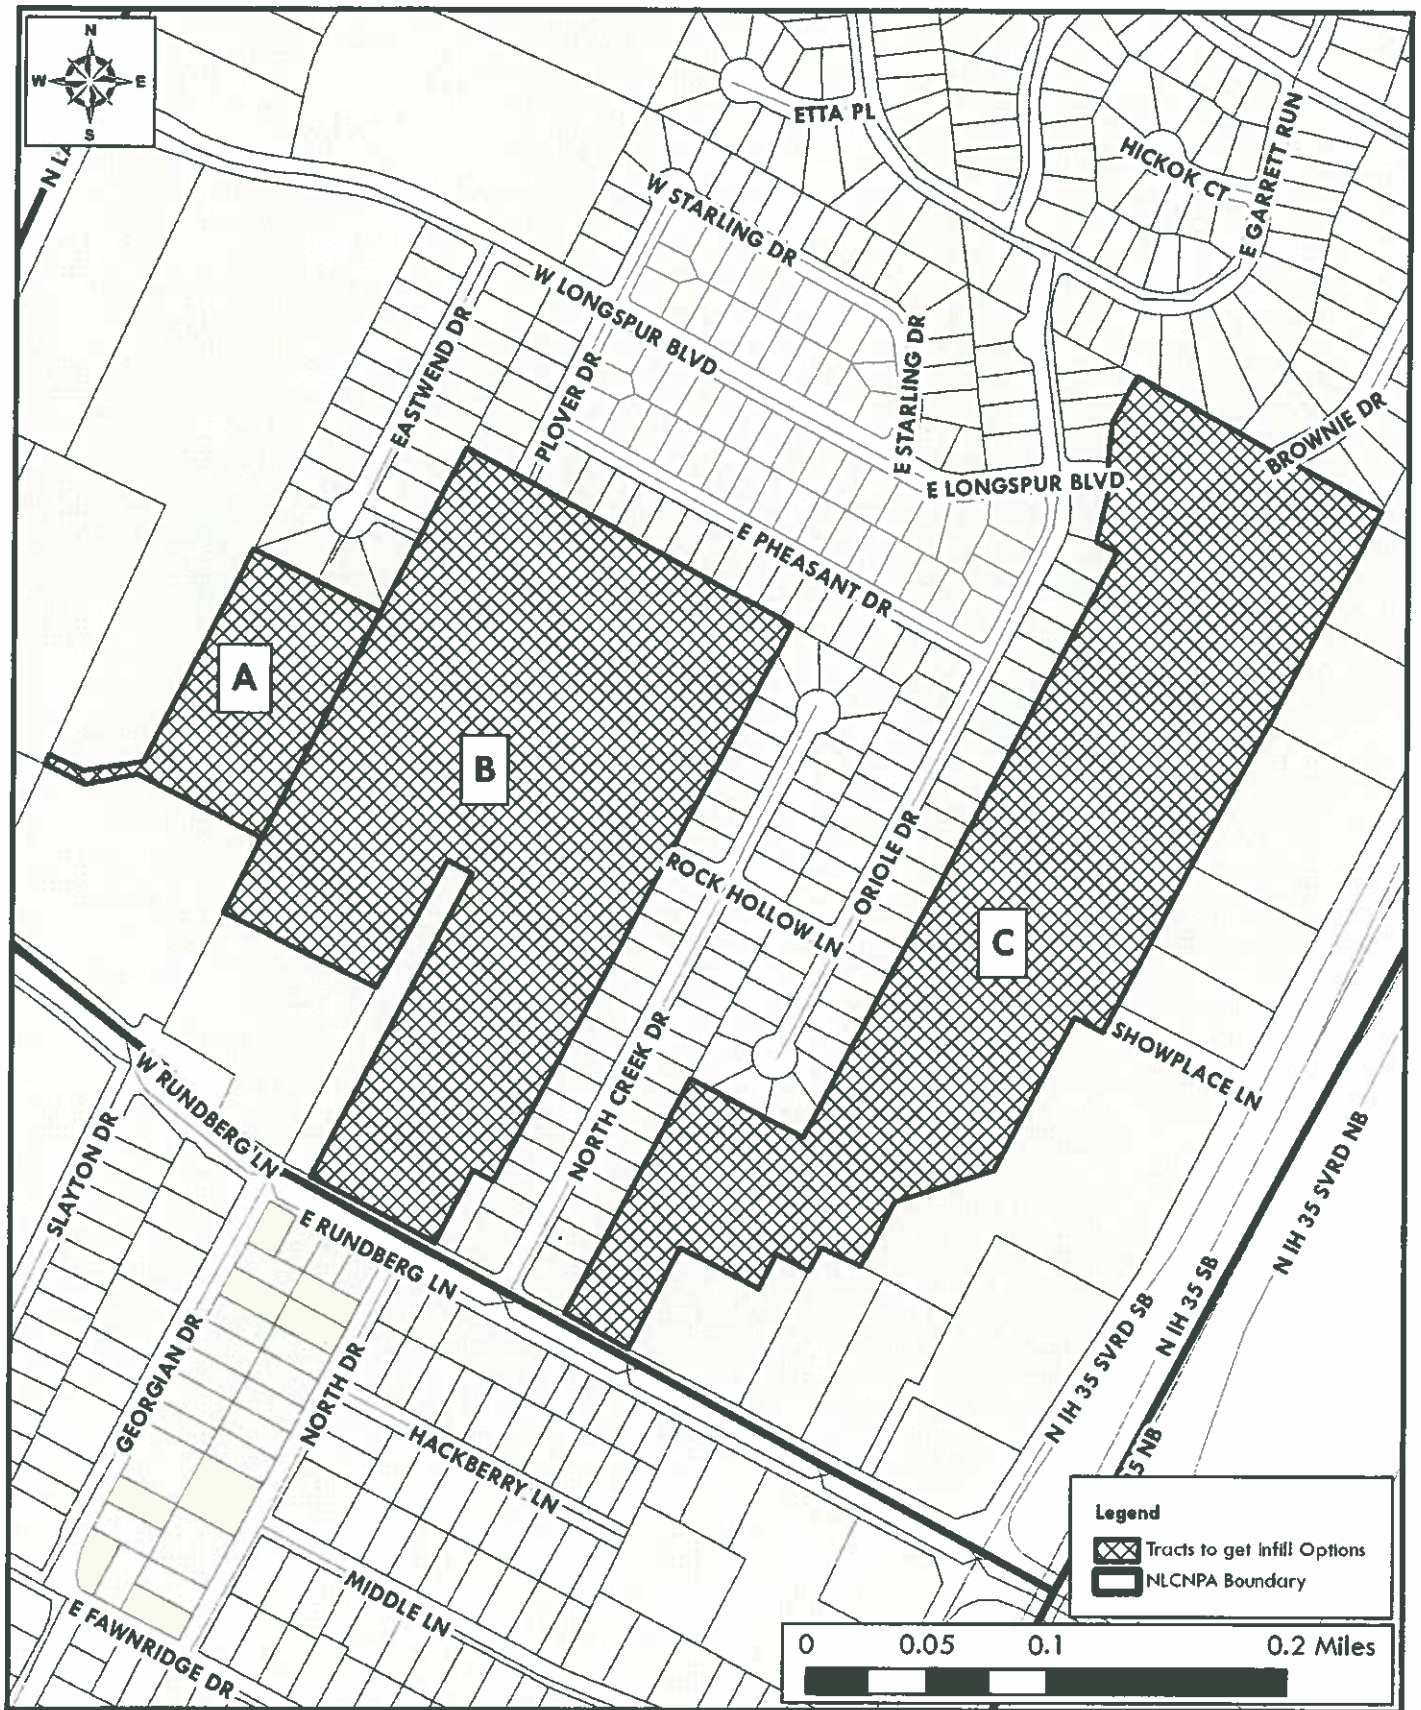 N
W E
S
N LA
ETTA PL
HICKOK CT
E GARRETT RUN
W STARLING DR
W LONGSPUR BLVD
EASTWEND DR
PLOVER DR
E STARLING DR
BROWNIE DR
E LONGSPUR BLVD
E PHEASANT DR
A
B
ROCK HOLLOW LN
ORIOLE DR
C
NORTH CREEK DR
SHOWPLACE LN
W RUNDBERG LN
SLAYTON DR
E RUNDBERG LN
N IH 35 SVRD NB
N IH 35 SB
N IH 35 SVRD SB
GEORGIAN DR
NORTH DR
HACKBERRY LN
35 NB
MIDDLE LN
E FAWNRIDGE DR
Legend
Tracts to get Infill Options
NLCNPA Boundary
0 0.05 0.1 0.2 Miles